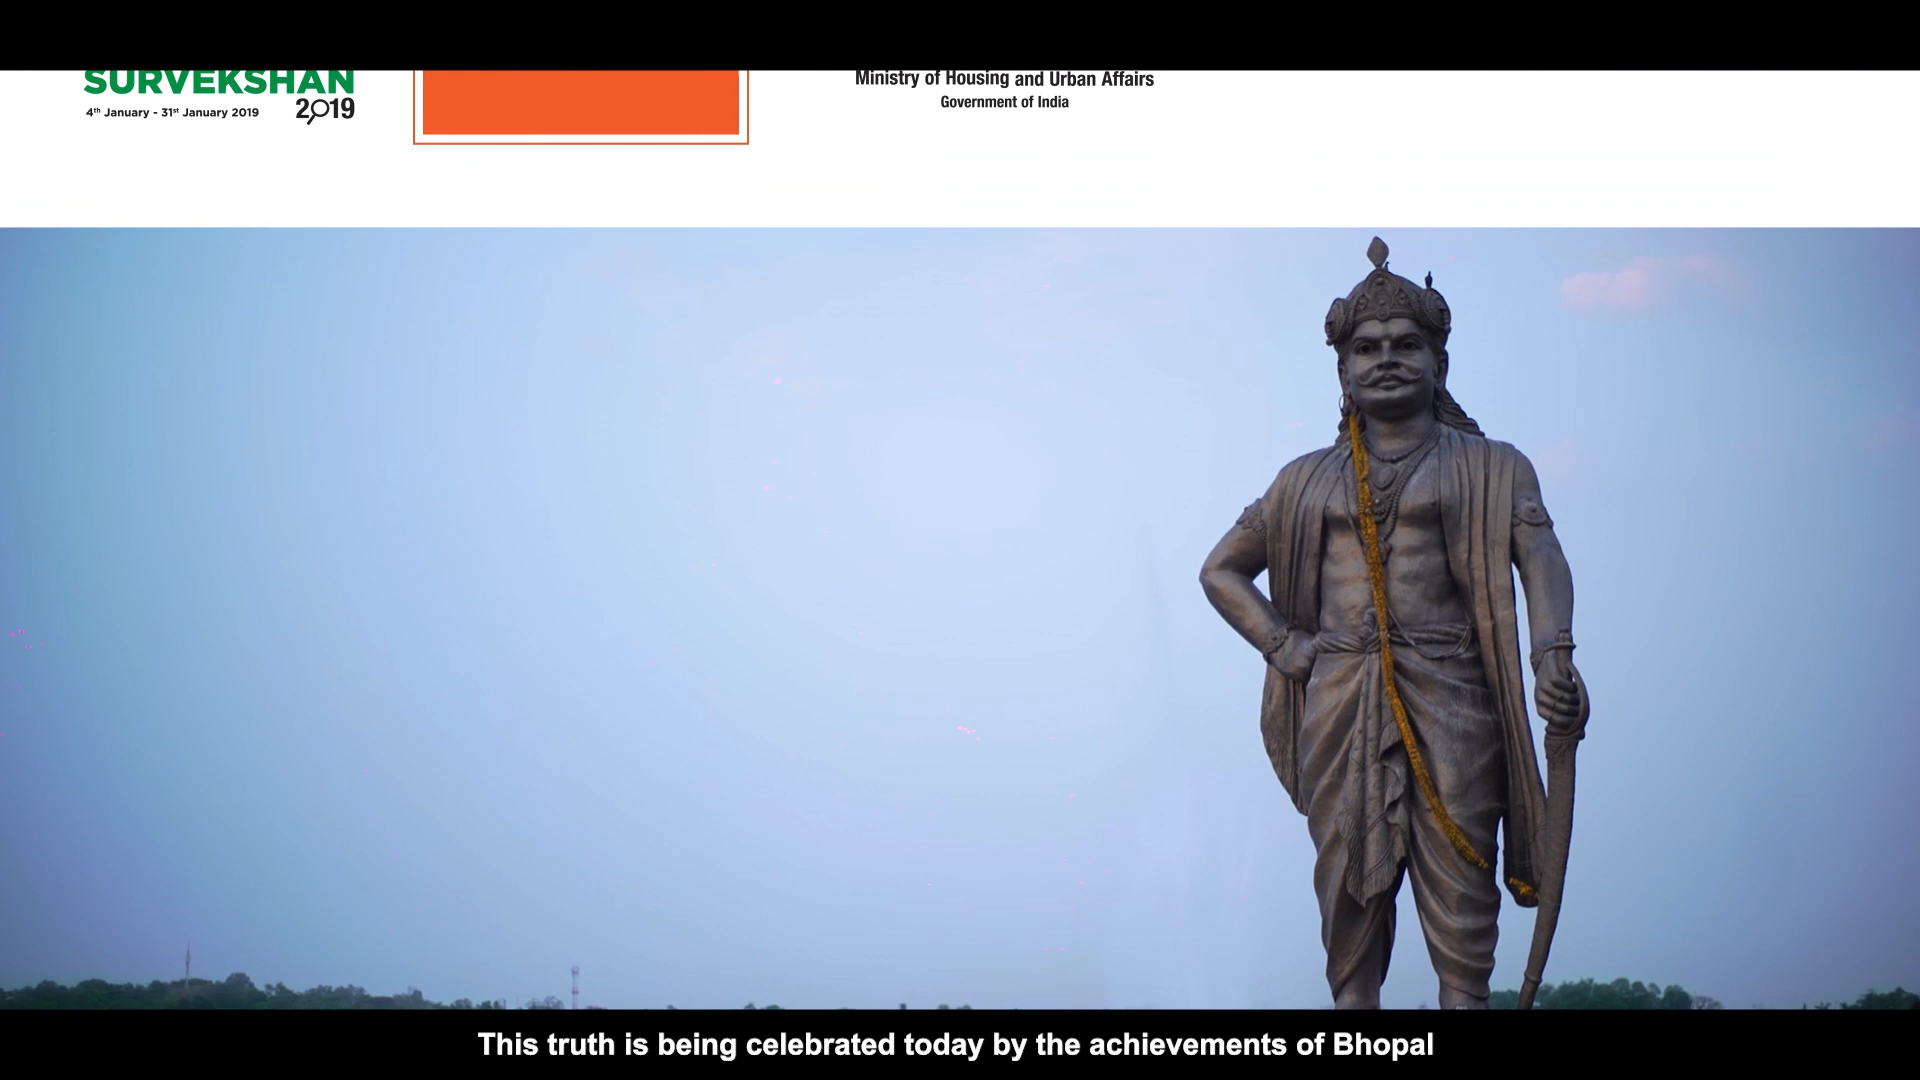 SURVEKSHAN
4th January - 31st January 2019
2019
Ministry of Housing and Urban Affairs
Government of India
This truth is being celebrated today by the achievements of Bhopal